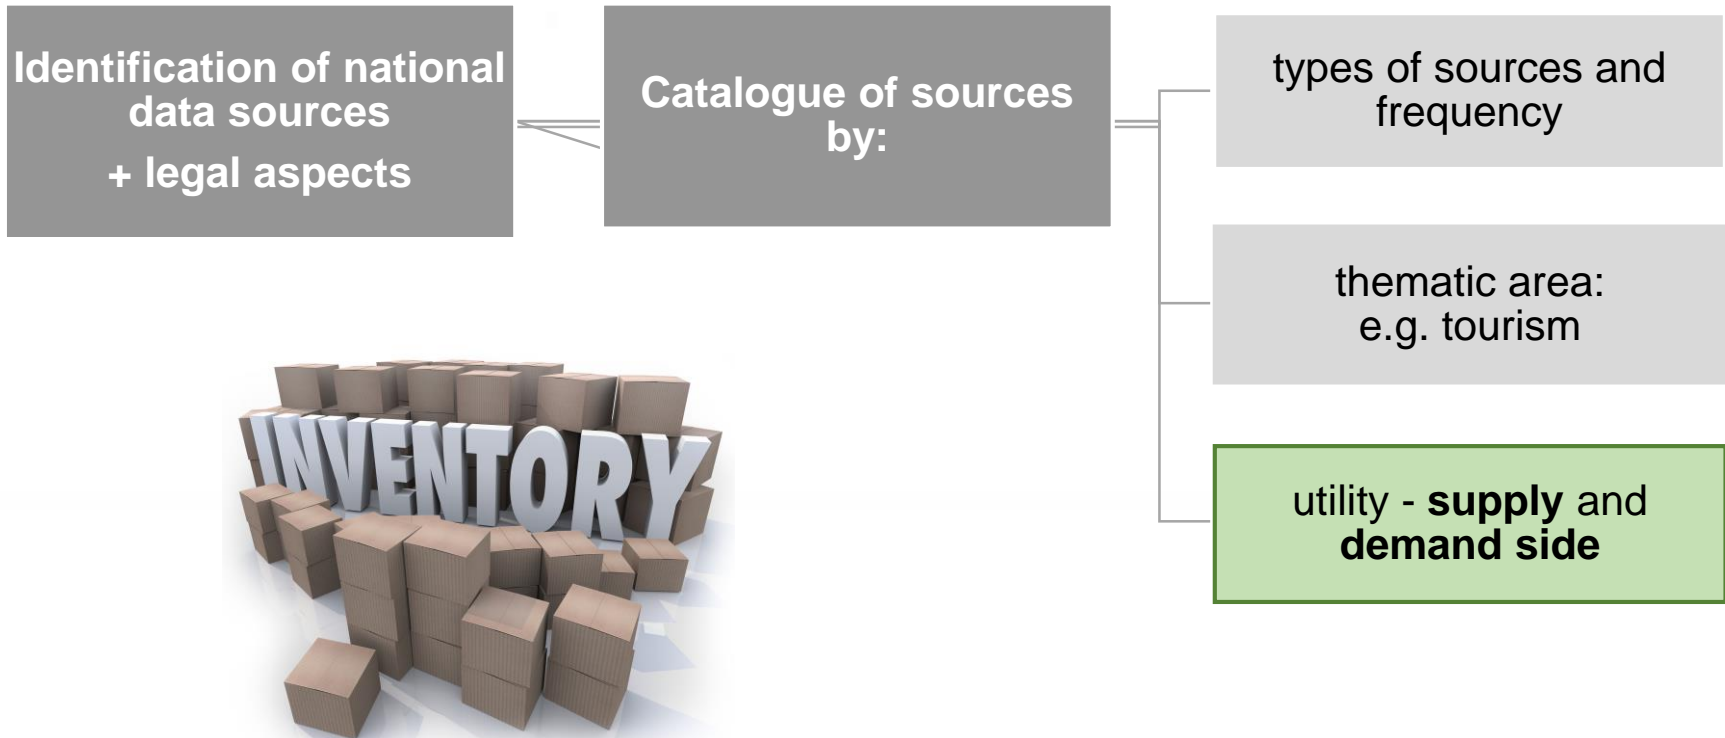 Identification of national
data sources
+ legal aspects
Catalogue of sources
by:
types of sources and
frequency
thematic area:
e.g. tourism
utility - supply and
demand side
INVENTORY